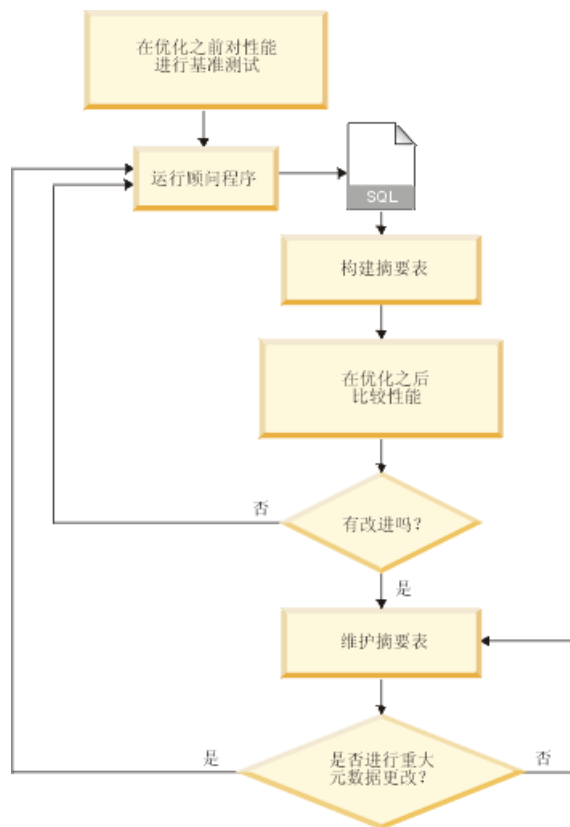 在优化之前对性能
进行基准测试
运行顾问程序
SQL
构建摘要表
在优化之后
比较性能
否
有改进吗？
是
维护摘要表
是
是否进行重大
元数据更改？
否